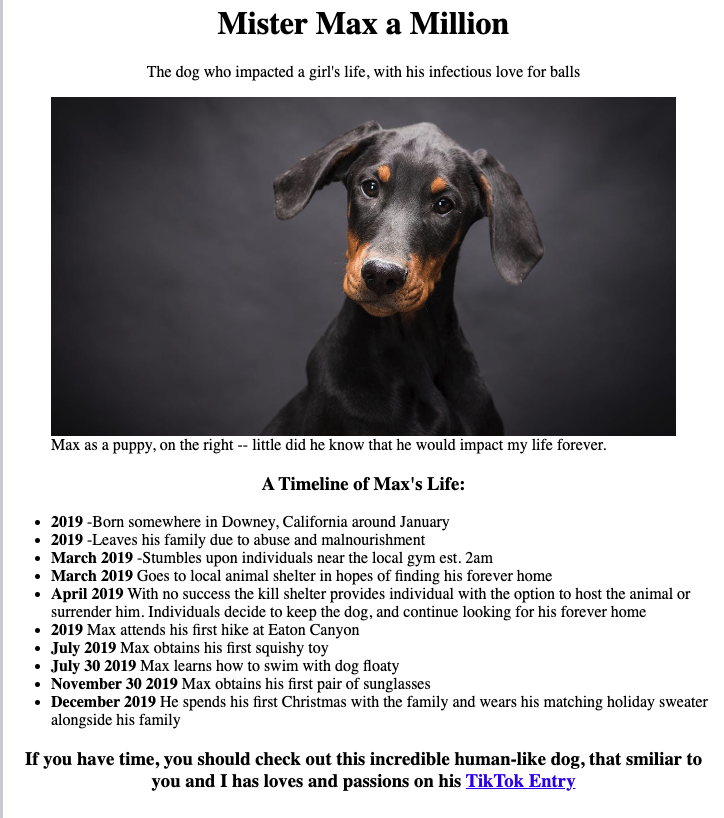 Mister Max a Million
The dog who impacted a girl's life, with his infectious love for balls
Max as a puppy, on the right -- little did he know that he would impact my life forever.
A Timeline of Max's Life:
• 2019 -Born somewhere in Downey, California around January
• 2019 -Leaves his family due to abuse and malnourishment
• March 2019 -Stumbles upon individuals near the local gym est. 2am
• March 2019 Goes to local animal shelter in hopes of finding his forever home
• April 2019 With no success the kill shelter provides individual with the option to host the animal or
surrender him. Individuals decide to keep the dog, and continue looking for his forever home
• 2019 Max attends his first hike at Eaton Canyon
• July 2019 Max obtains his first squishy toy
• July 30 2019 Max learns how to swim with dog floaty
• November 30 2019 Max obtains his first pair of sunglasses
• December 2019 He spends his first Christmas with the family and wears his matching holiday sweater
alongside his family
If you have time, you should check out this incredible human-like dog, that smiliar to
you and I has loves and passions on his TikTok Entry